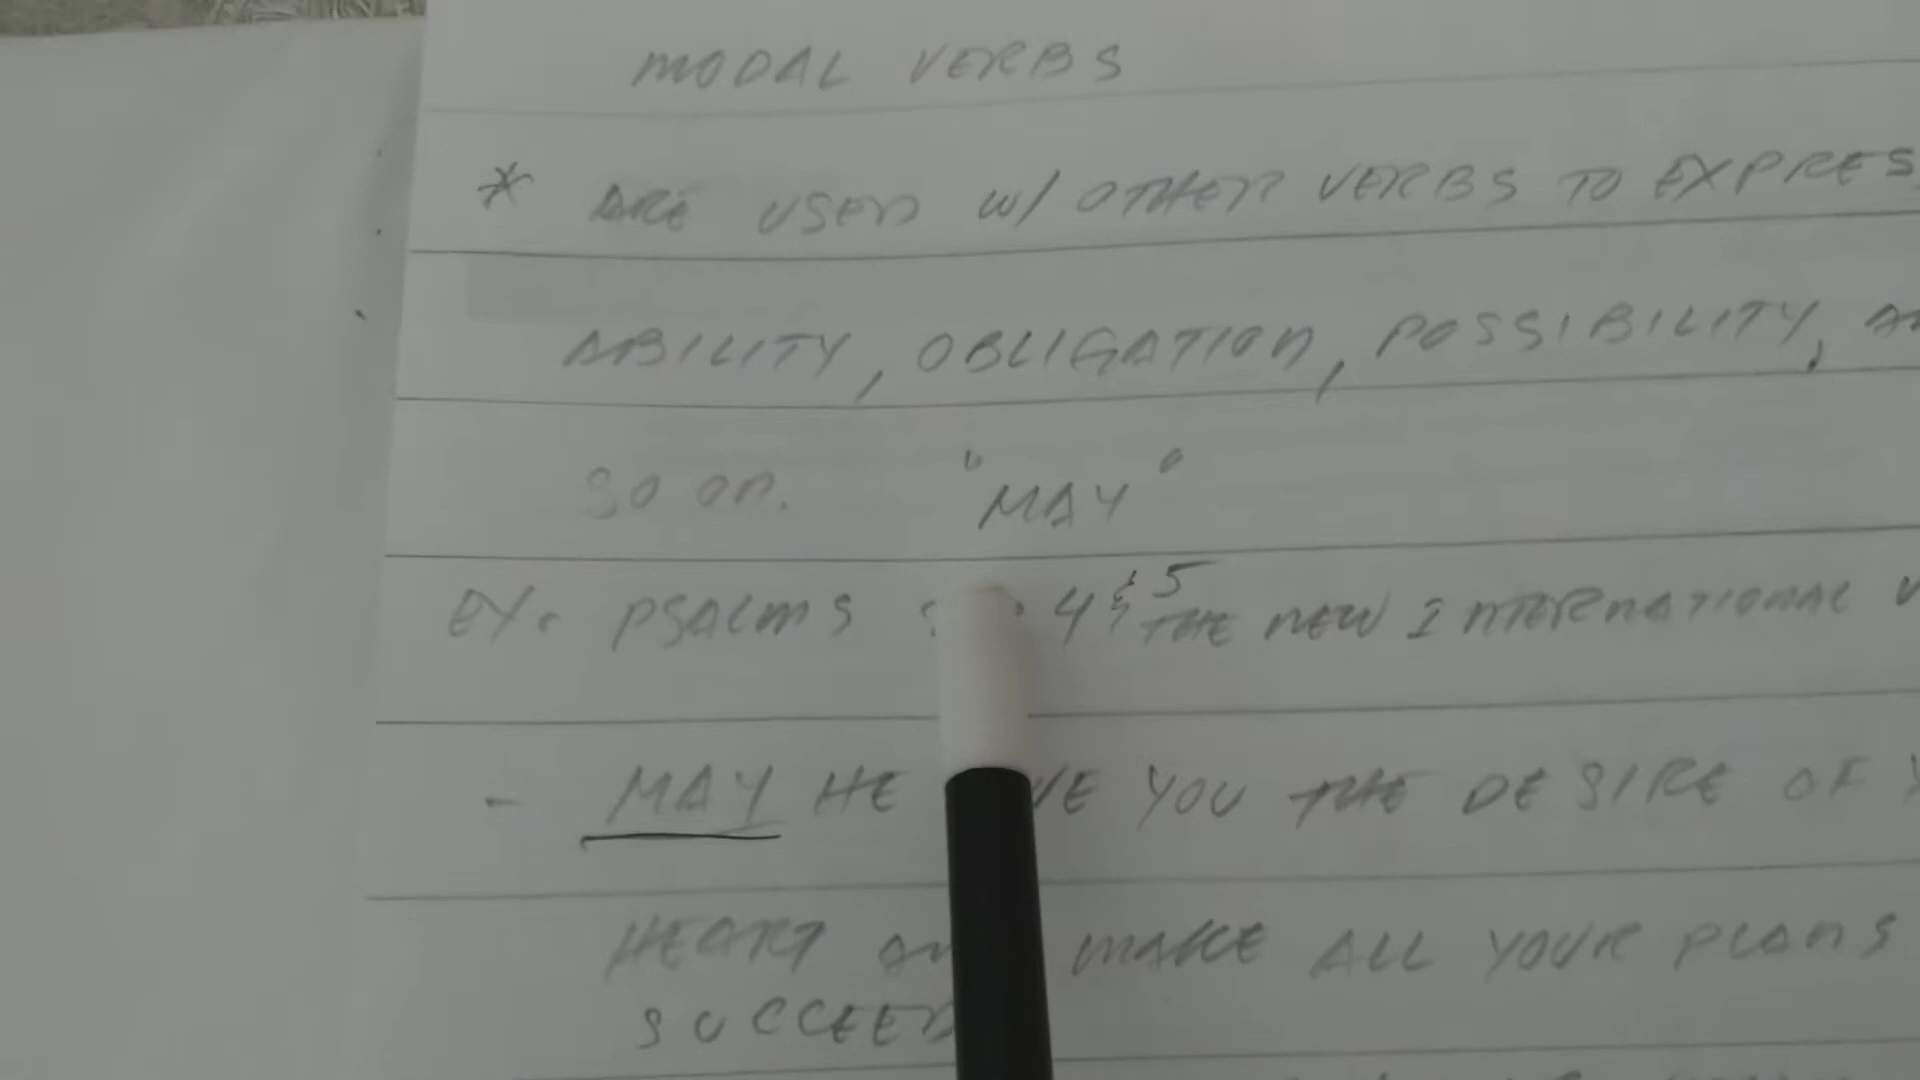 MODAL VERBS
* ARE USED W/ OTHER VERBS TO EXPRES
ABILITY, OBLIGATION, POSSIBILITY,
SO ON. "MAY"
EX. PSALMS 4 & 5 THE NEW INTERNATIONAL
- MAY HE YOU THE DESIRE OF
HEART MAKE ALL YOUR PLANS
SUCCEED